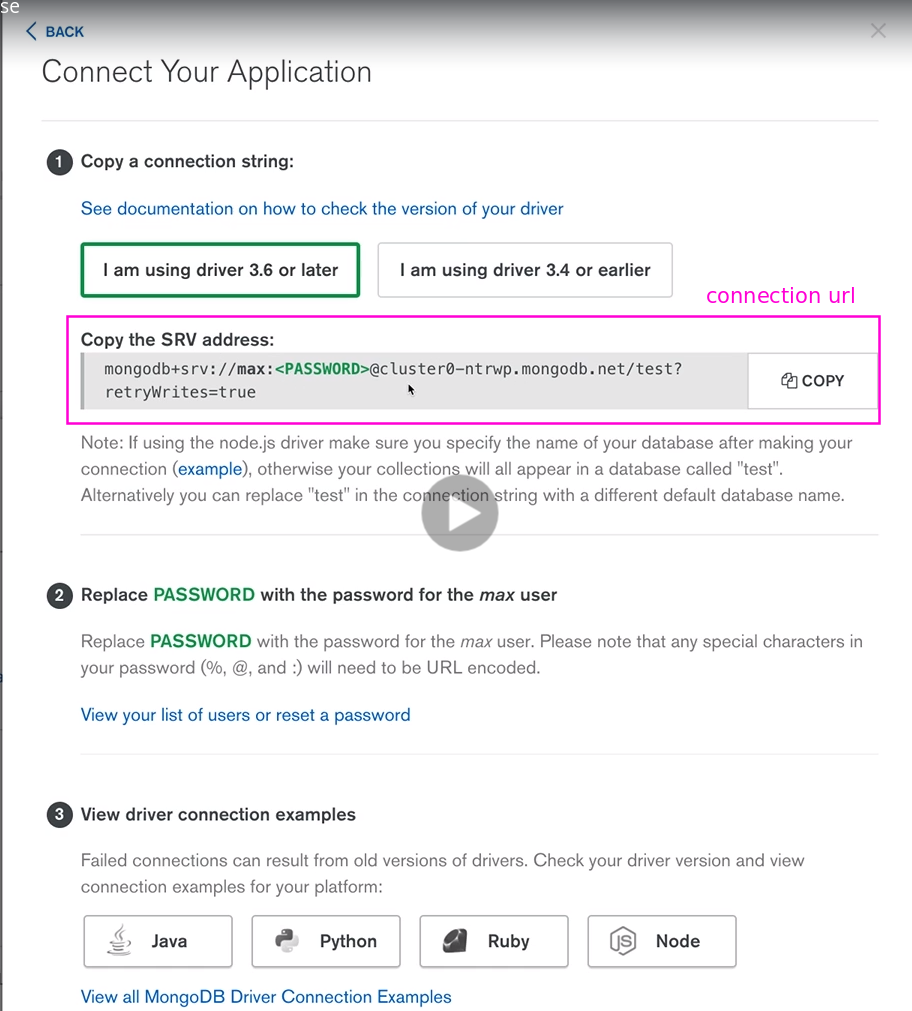 se
BACK
Connect Your Application
1 Copy a connection string:
See documentation on how to check the version of your driver
I am using driver 3.6 or later
I am using driver 3.4 or earlier
connection url
Copy the SRV address:
mongodb+srv://max:<PASSWORD>@cluster0-ntrwp.mongodb.net/test?
retryWrites=true
COPY
Note: If using the node.js driver make sure you specify the name of your database after making your
connection (example), otherwise your collections will all appear in a database called "test".
Alternatively you can replace "test" in the connection string with a different default database name.
2 Replace PASSWORD with the password for the max user
Replace PASSWORD with the password for the max user. Please note that any special characters in
your password (%, @, and :) will need to be URL encoded.
View your list of users or reset a password
3 View driver connection examples
Failed connections can result from old versions of drivers. Check your driver version and view
connection examples for your platform:
Java
Python
Ruby
JS Node
View all MongoDB Driver Connection Examples